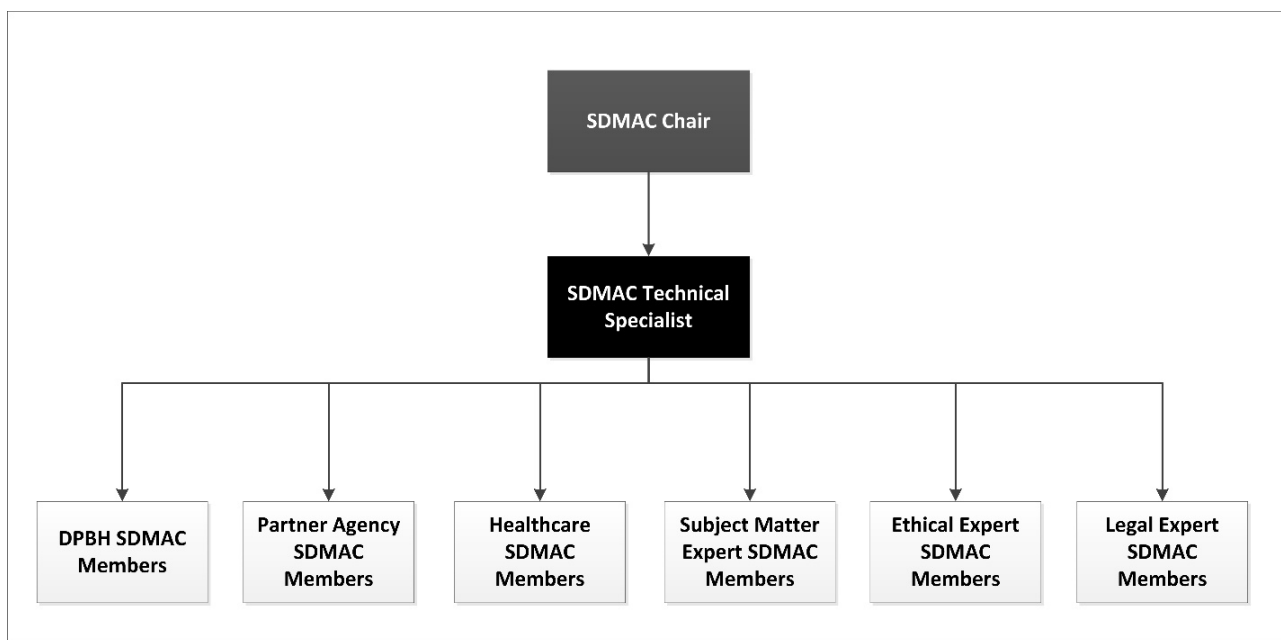 SDMAC Chair
SDMAC Technical
Specialist
DPBH SDMAC
Members
Partner Agency
SDMAC
Members
Healthcare
SDMAC
Members
Subject Matter
Expert SDMAC
Members
Ethical Expert
SDMAC
Members
Legal Expert
SDMAC
Members